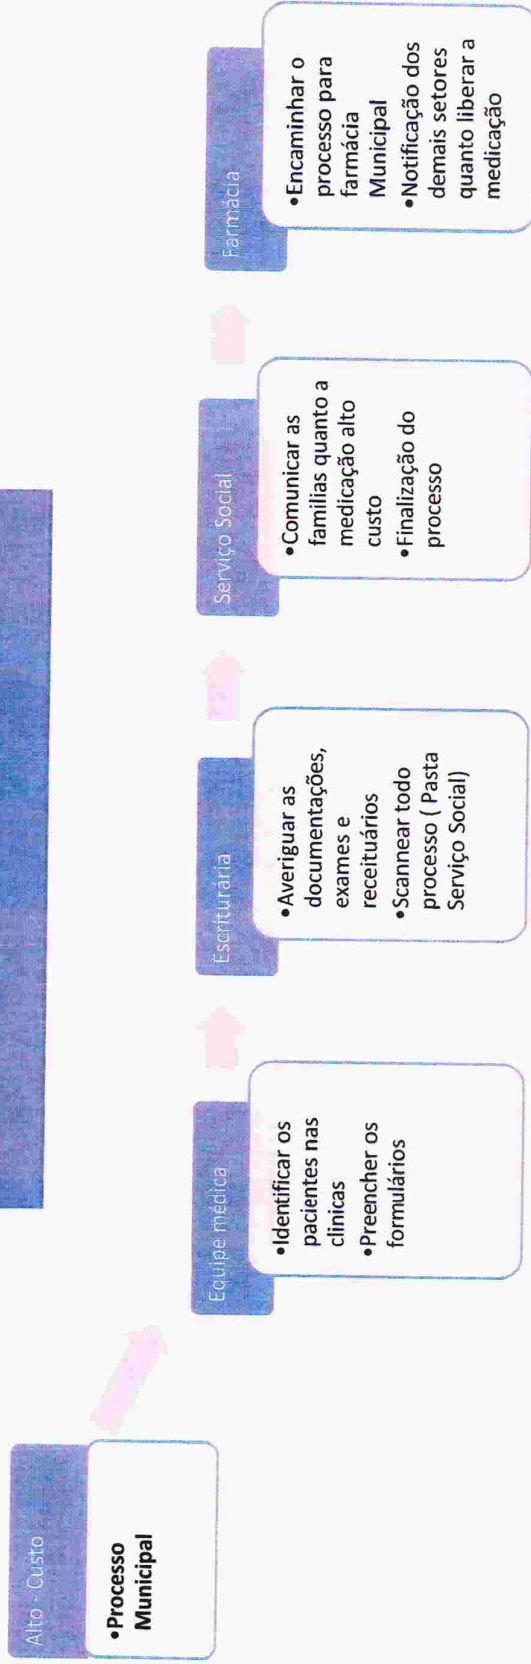 Alto - Custo
•Processo
Municipal
Equipe médica
•Identificar os
pacientes nas
clinicas
•Preencher os
formulários
Escriturária
•Averiguar as
documentações,
exames e
receituários
•Scannear todo
processo ( Pasta
Serviço Social)
Serviço Social
•Comunicar as
familias quanto a
medicação alto
custo
•Finalização do
processo
Farmácia
•Encaminhar o
processo para
farmácia
Municipal
•Notificação dos
demais setores
quanto liberar a
medicação